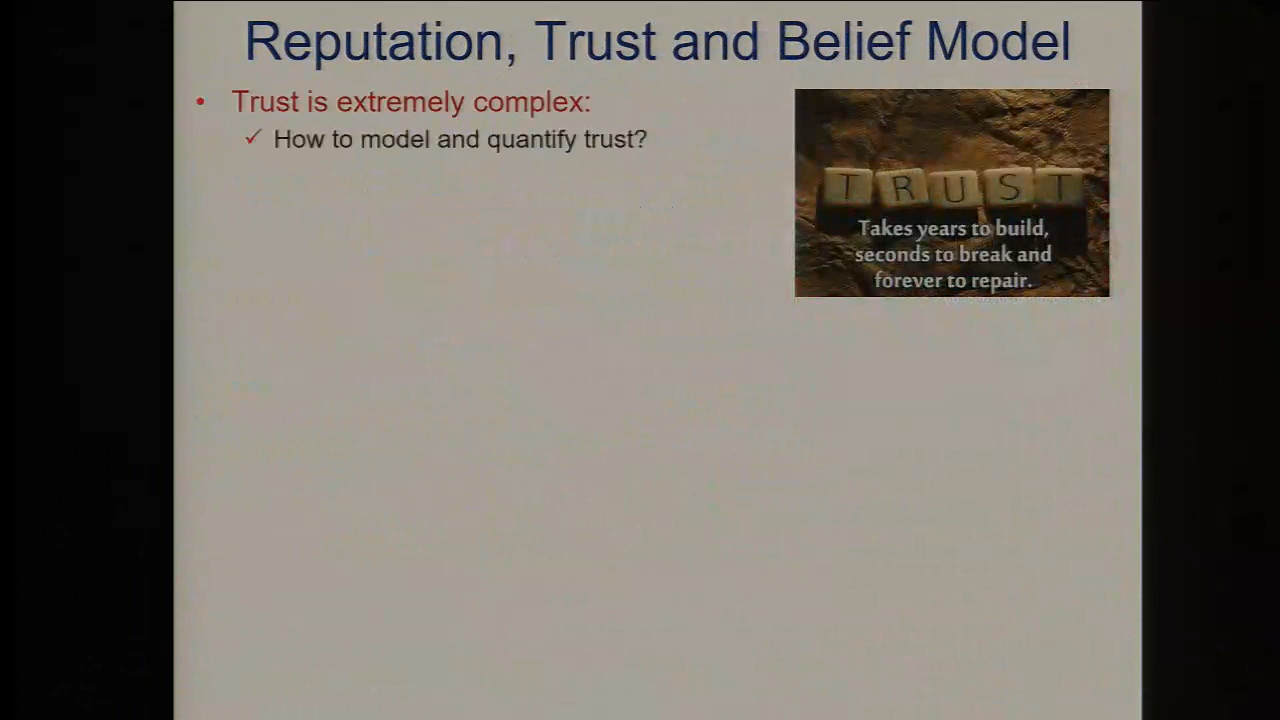 Reputation, Trust and Belief Model
• Trust is extremely complex:
✓ How to model and quantify trust?
TRUST
Takes years to build,
seconds to break and
forever to repair.